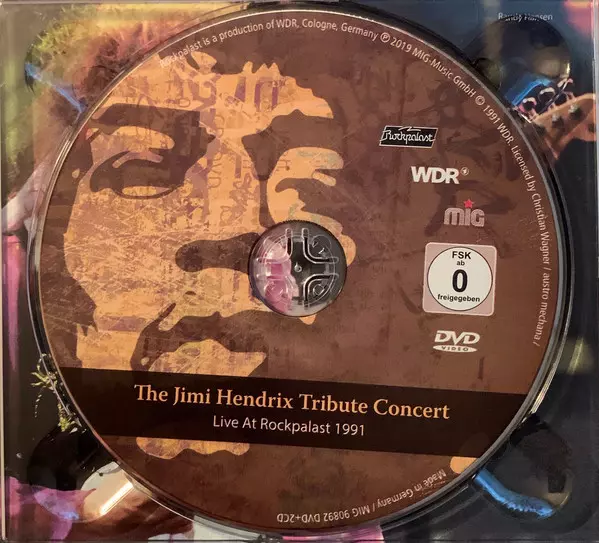 Randy Hansen
Rockpalast is a production of WDR, Cologne, Germany ℗ 2019 MIG-Music GmbH © 1991 WDR. Licensed by Christian Wagner / austro mechana /
Rockpalast
WDR
MIG
FSK
ab
0
freigegeben
DVD
VIDEO
The Jimi Hendrix Tribute Concert
Live At Rockpalast 1991
Made in Germany / MIG 90892 DVD+2CD